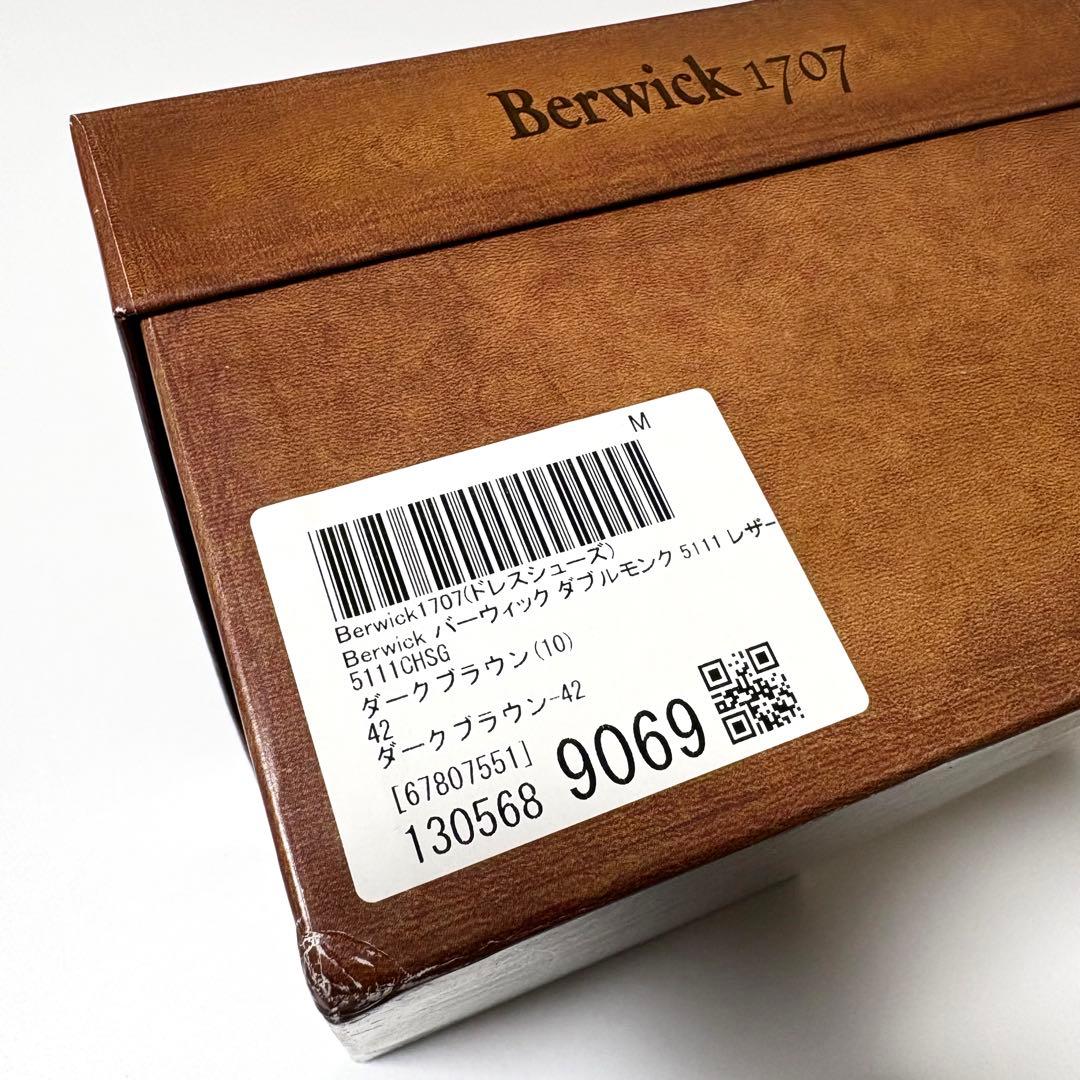 Berwick 1707
M
Berwick1707(ドレスシューズ)
Berwick バーウィック ダブルモンク 5111 レザー
5111CHSG
ダークブラウン(10)
42
ダークブラウン-42
[67807551]
130568 9069